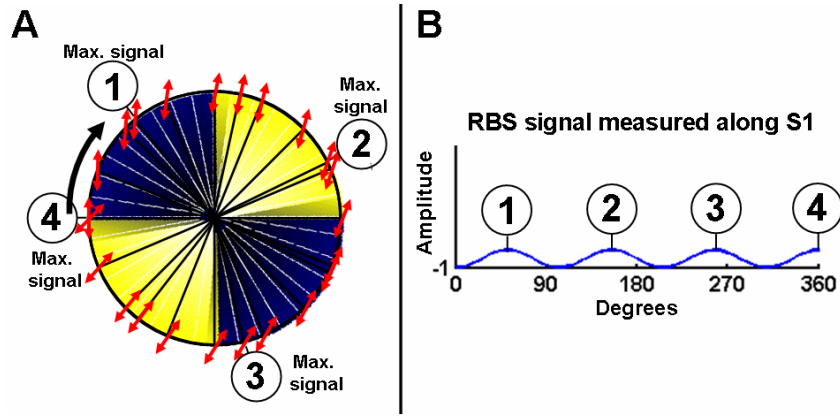 A
Max. signal
1
Max.
signal
2
4
Max.
signal
3
Max.
signal
B
RBS signal measured along S1
Amplitude
1
2
3
4
-1
0
90
180
270
360
Degrees